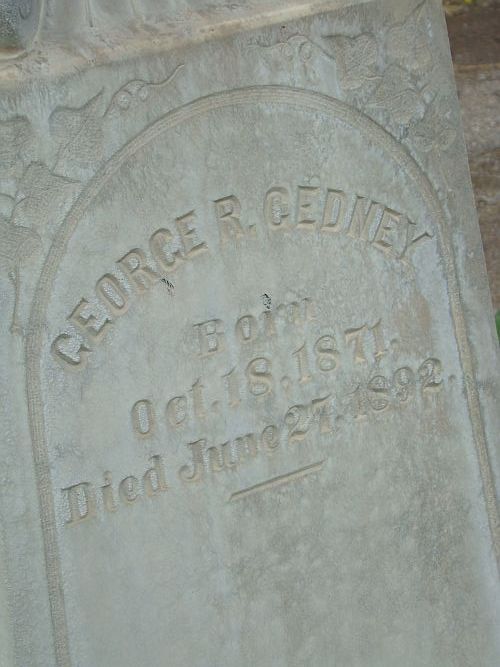 GEORGE R. GEDNEY
Born
Oct. 18, 1871.
Died June 27, 1892.